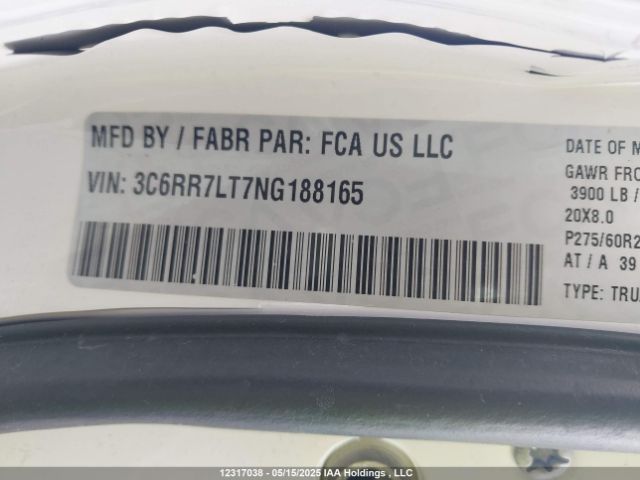 MFD BY / FABR PAR: FCA US LLC
VIN: 3C6RR7LT7NG188165
DATE OF M
GAWR FRO
3900 LB /
20X8.0
P275/60R2
AT / A 39
TYPE: TRU
12317038 - 05/15/2025 IAA Holdings , LLC